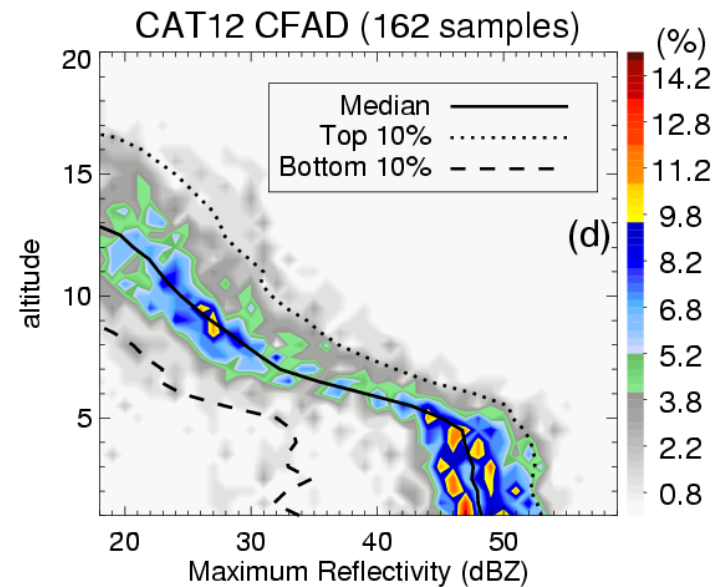 CAT12 CFAD (162 samples)
(%)
20
15
10
5
altitude
Median
Top 10%
Bottom 10%
(d)
14.2
12.8
11.2
9.8
8.2
6.8
5.2
3.8
2.2
0.8
20 30 40 50
Maximum Reflectivity (dBZ)